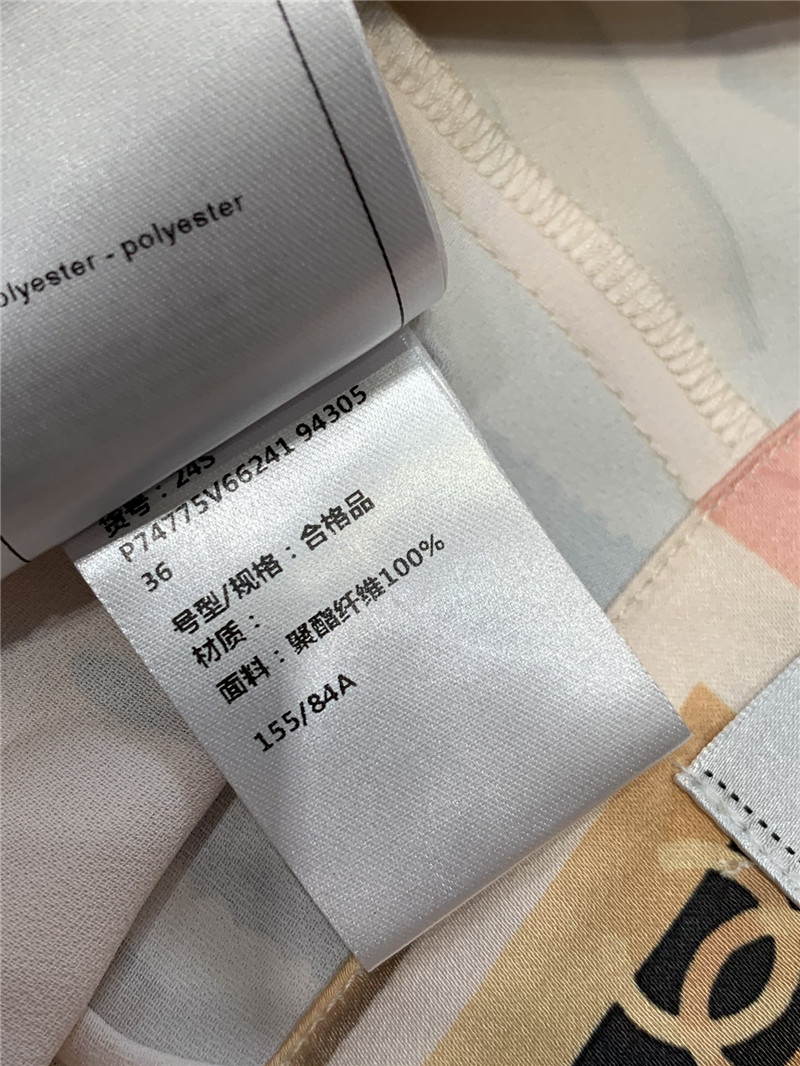 olyester - polyester
货号：24S
P74775V66241 94305
36
号型/规格：合格品
材质：
面料：聚酯纤维100%
155/84A